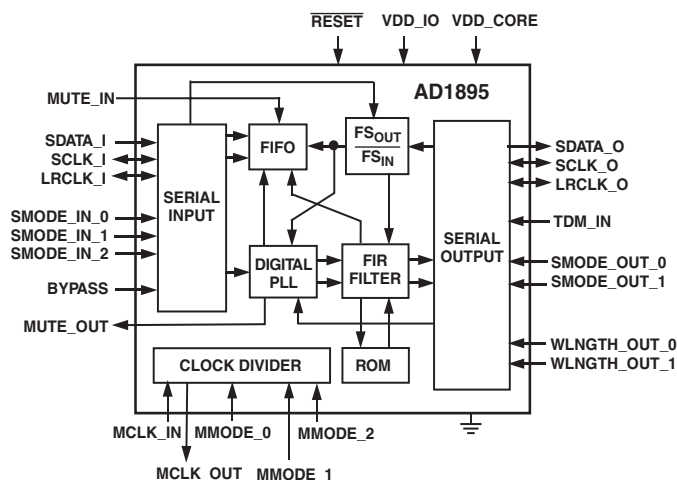 RESET VDD_IO VDD_CORE
AD1895
MUTE_IN
SDATA_I
SCLK_I
LRCLK_I
SMODE_IN_0
SMODE_IN_1
SMODE_IN_2
BYPASS
MUTE_OUT
SERIAL
INPUT
FIFO
FSOUT
FSIN
DIGITAL
PLL
FIR
FILTER
ROM
CLOCK DIVIDER
SERIAL
OUTPUT
SDATA_O
SCLK_O
LRCLK_O
TDM_IN
SMODE_OUT_0
SMODE_OUT_1
WLNGTH_OUT_0
WLNGTH_OUT_1
MCLK_IN MMODE_0 MMODE_2
MCLK_OUT MMODE_1